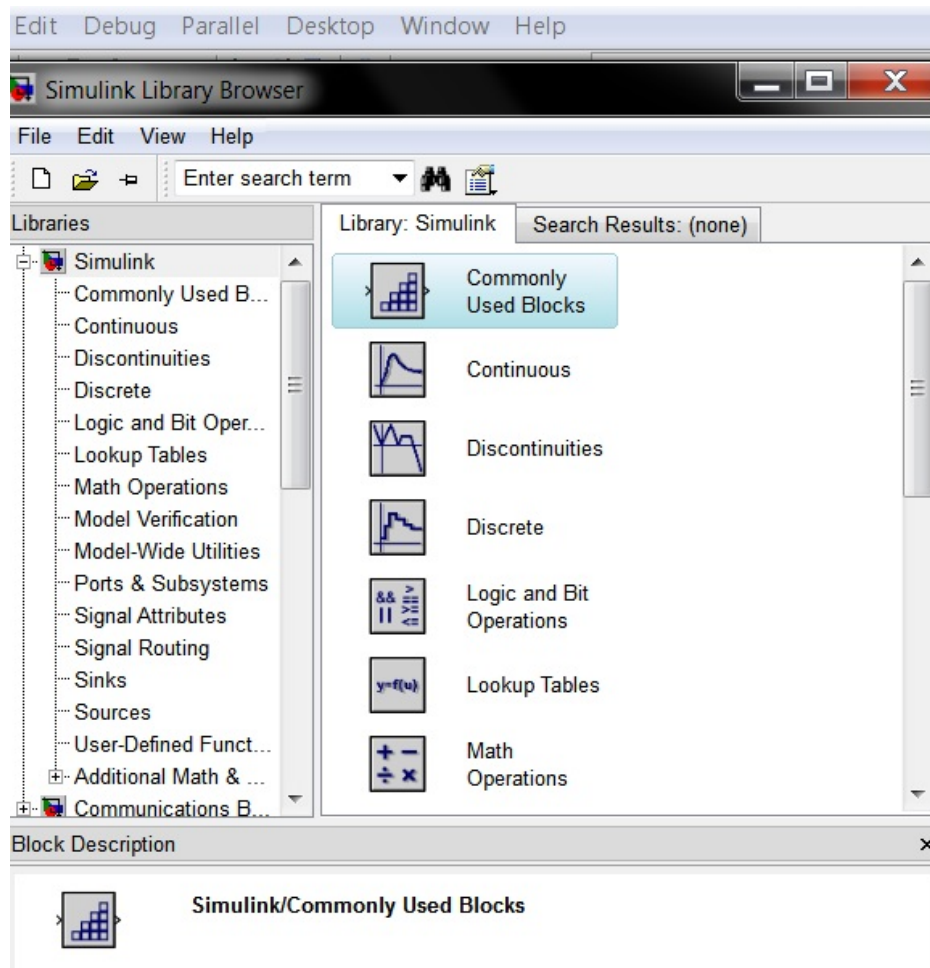 Edit Debug Parallel Desktop Window Help
Simulink Library Browser
File Edit View Help
Enter search term
Libraries
Library: Simulink
Search Results: (none)
Simulink
Commonly Used B...
Continuous
Discontinuities
Discrete
Logic and Bit Oper...
Lookup Tables
Math Operations
Model Verification
Model-Wide Utilities
Ports & Subsystems
Signal Attributes
Signal Routing
Sinks
Sources
User-Defined Funct...
Additional Math & ...
Communications B...
Commonly
Used Blocks
Continuous
Discontinuities
Discrete
&& >
|| >=
<=
Logic and Bit
Operations
y=f(u)
Lookup Tables
+ −
÷ ×
Math
Operations
Block Description
Simulink/Commonly Used Blocks